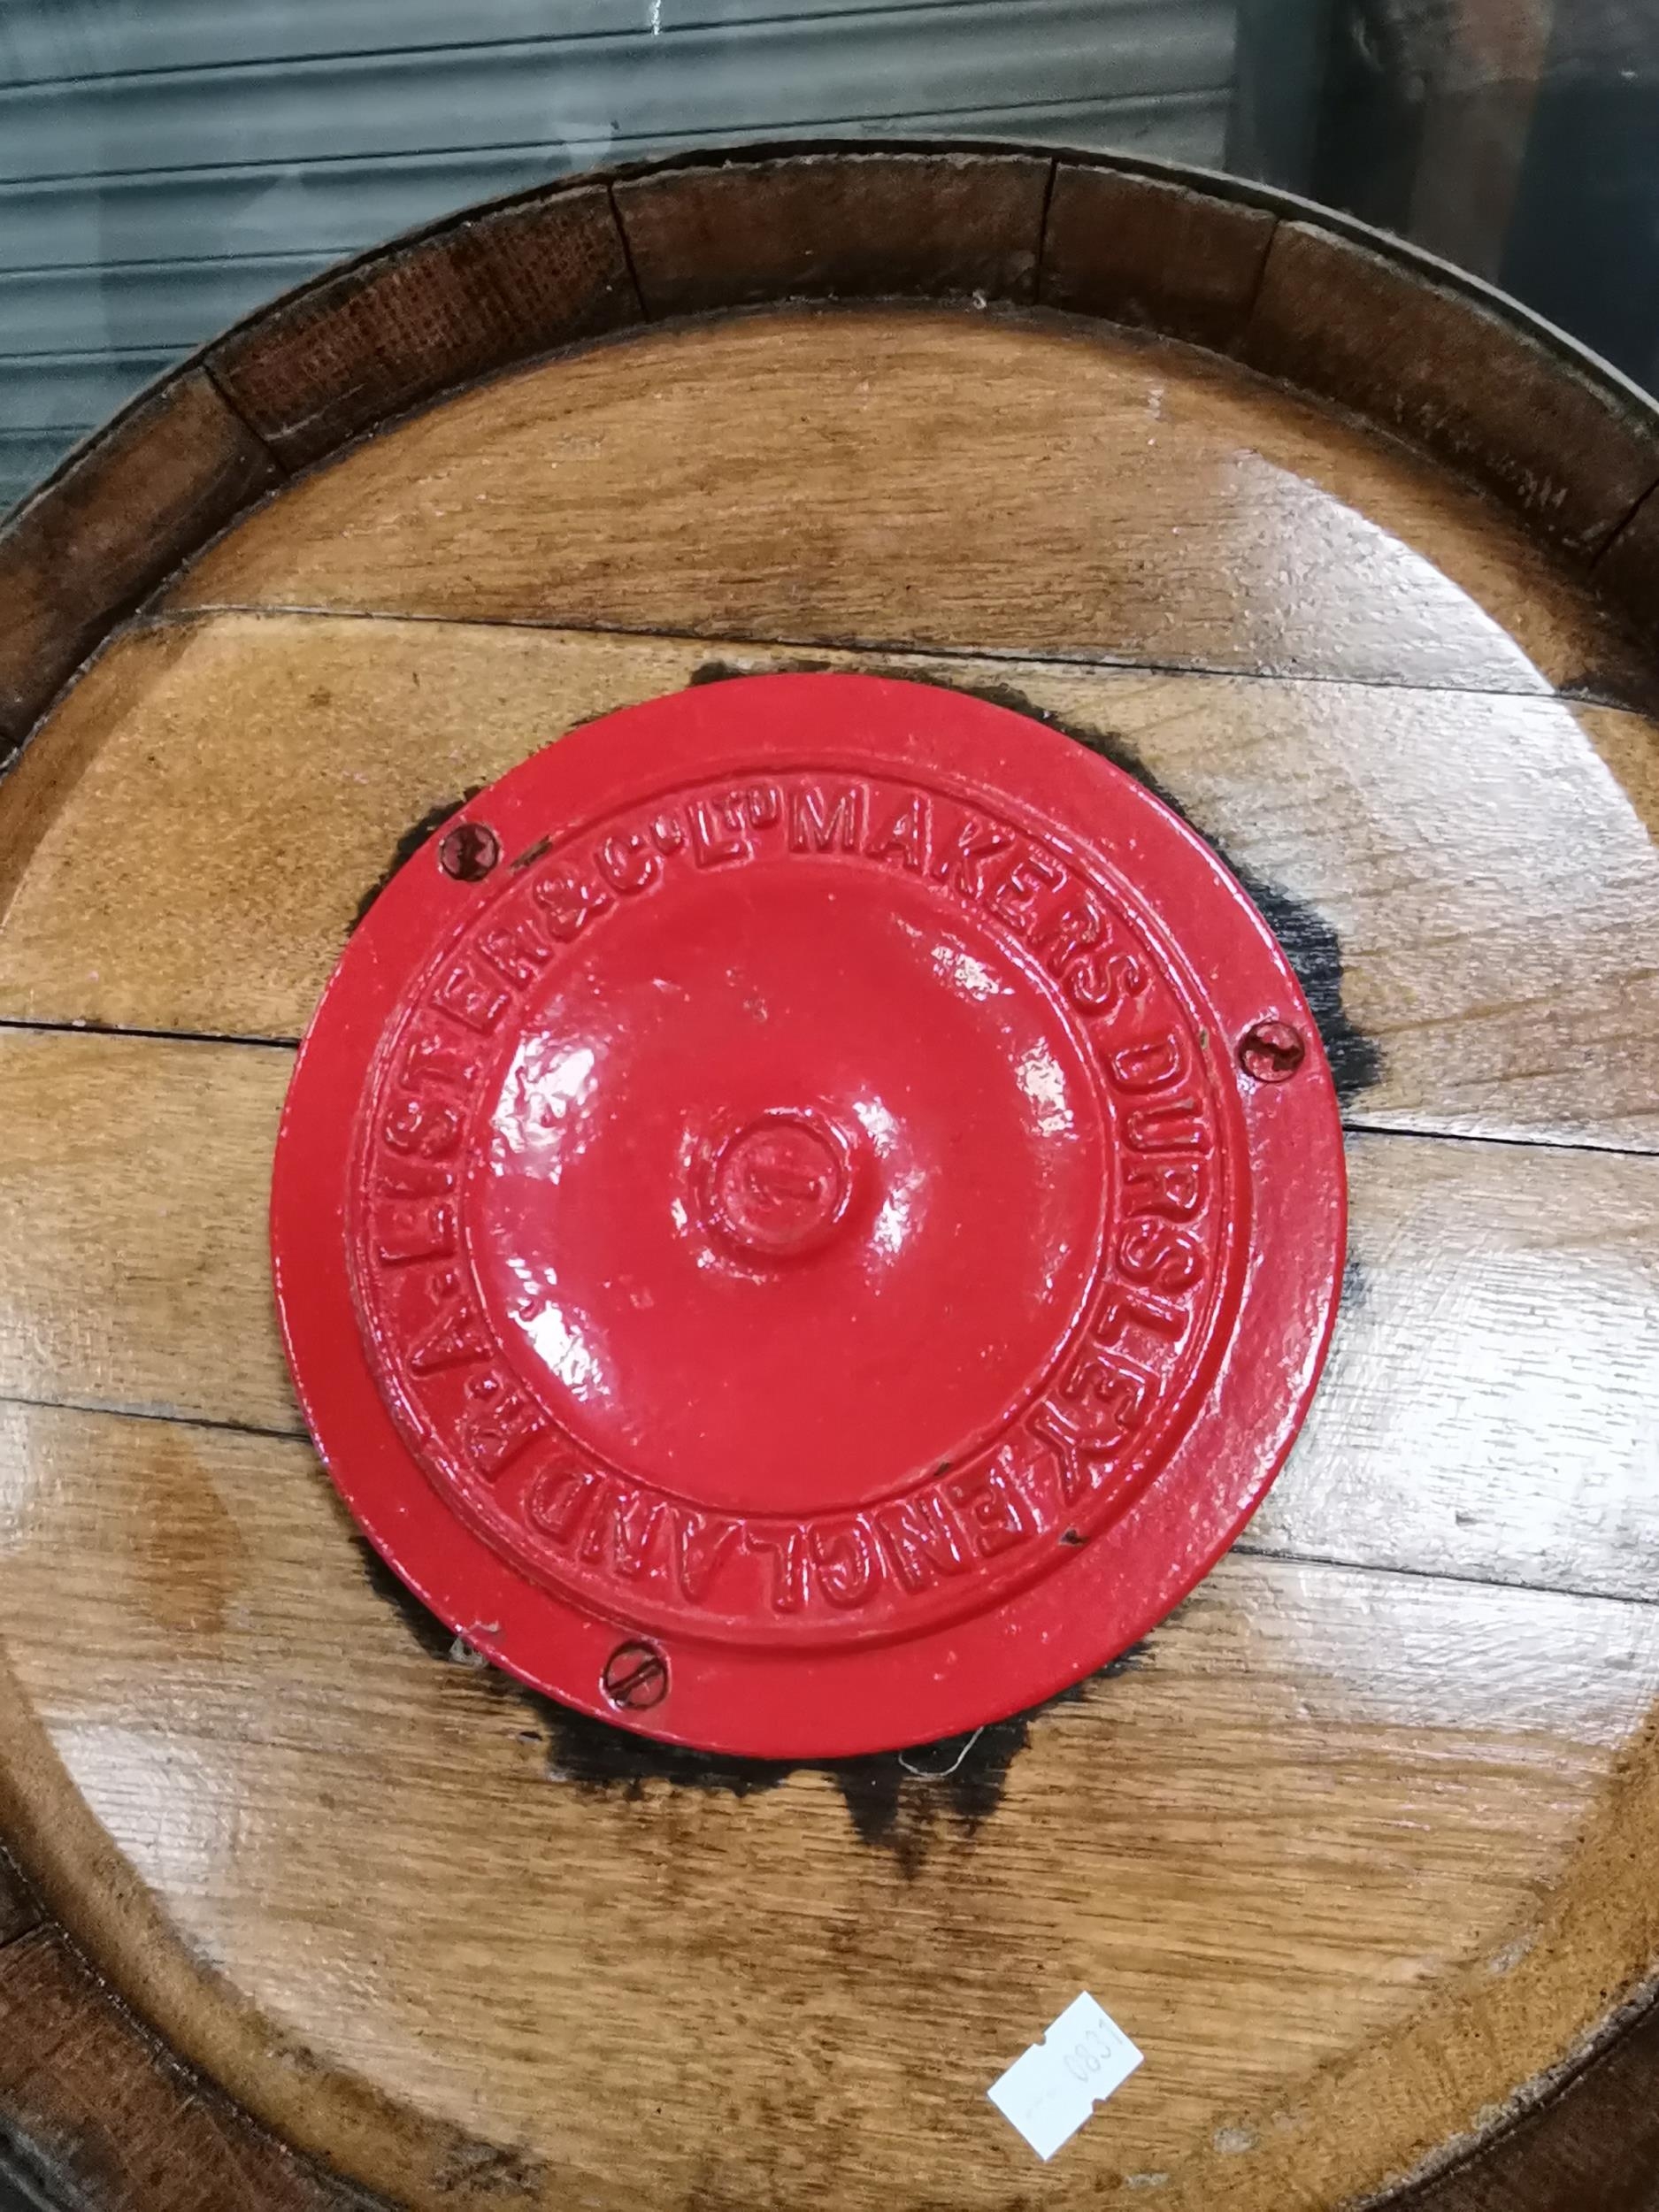 R. A. LISTER & Co LTD MAKERS DURSLEY. ENGLAND
0831